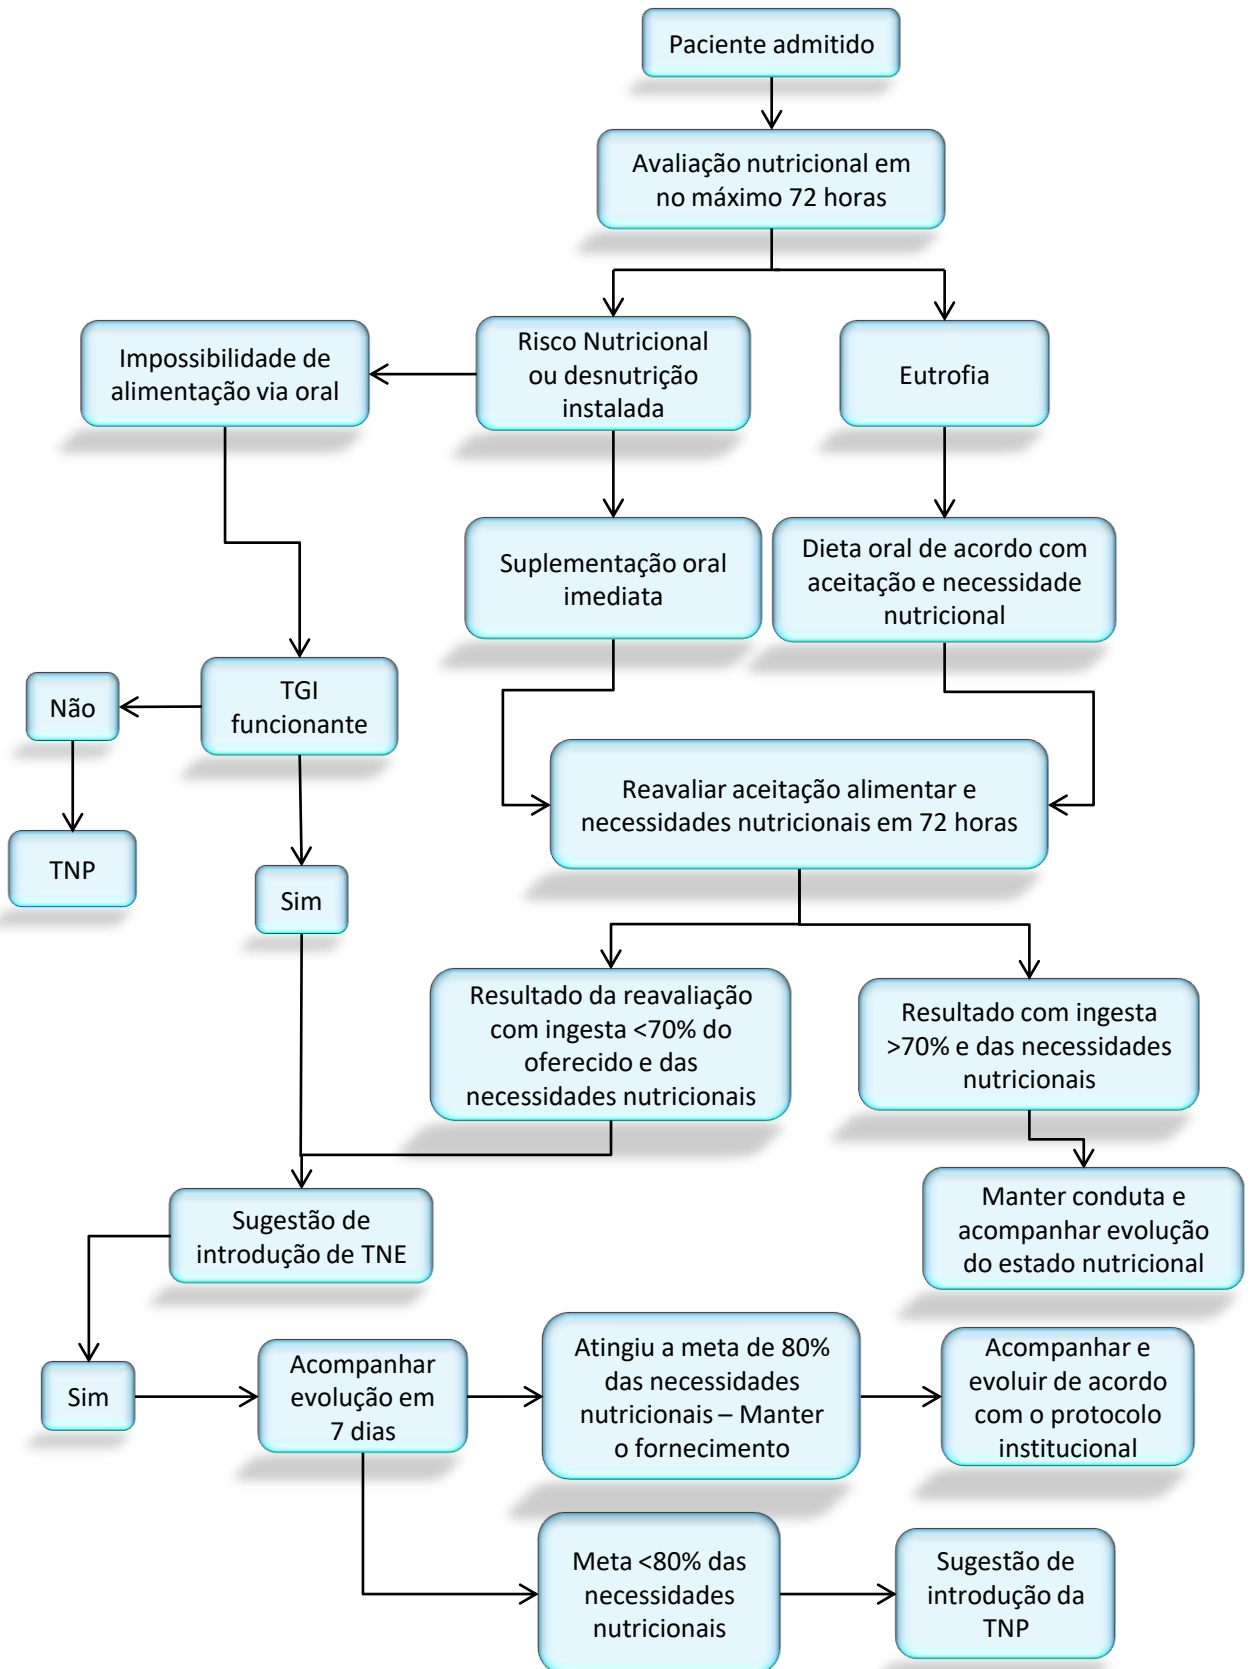 Paciente admitido
Avaliação nutricional em
no máximo 72 horas
Impossibilidade de
alimentação via oral
Risco Nutricional
ou desnutrição
instalada
Eutrofia
Suplementação oral
imediata
Dieta oral de acordo com
aceitação e necessidade
nutricional
Não
TGI
funcionante
Reavaliar aceitação alimentar e
necessidades nutricionais em 72 horas
TNP
Sim
Resultado da reavaliação
com ingesta <70% do
oferecido e das
necessidades nutricionais
Resultado com ingesta
>70% e das necessidades
nutricionais
Sugestão de
introdução de TNE
Manter conduta e
acompanhar evolução
do estado nutricional
Sim
Acompanhar
evolução em
7 dias
Atingiu a meta de 80%
das necessidades
nutricionais – Manter
o fornecimento
Acompanhar e
evoluir de acordo
com o protocolo
institucional
Meta <80% das
necessidades
nutricionais
Sugestão de
introdução da
TNP